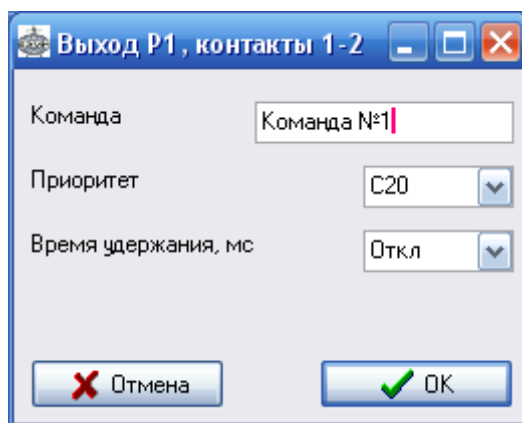 Выход Р1 , контакты 1-2
Команда Команда №1
Приоритет С20
Время удержания, мс Откл
Отмена ОК